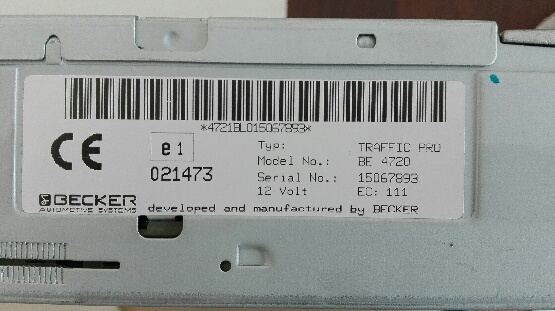 *4721BL015067893*
CE
e1
021473
Typ: TRAFFIC PRO
Model No.: BE 4720
Serial No.: 15067893
12 Volt EC: 111
BECKER
AUTOMOTIVE SYSTEMS
developed and manufactured by BECKER